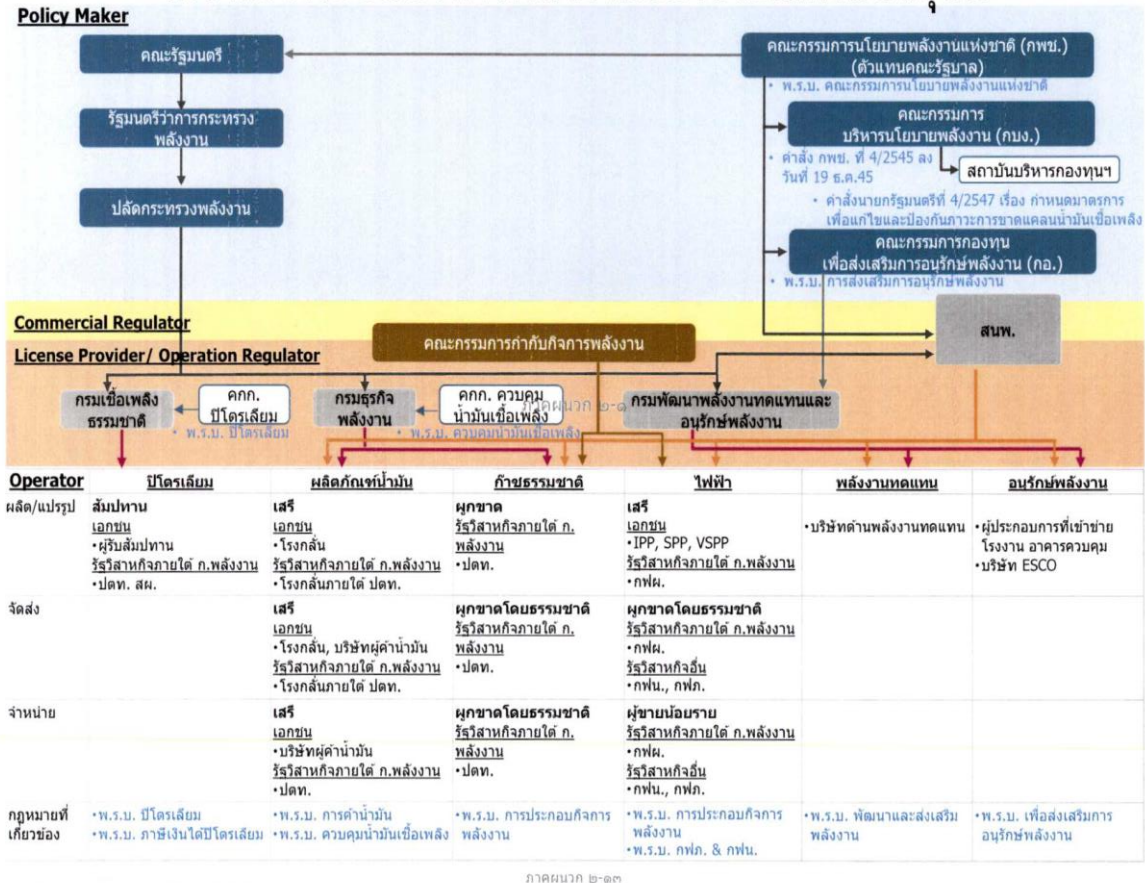 ู
Policy Maker
คณะรัฐมนตรี
คณะกรรมการนโยบายพลังงานแห่งชาติ (กพช.)
(ตัวแทนคณะรัฐบาล)
• พ.ร.บ. คณะกรรมการนโยบายพลังงานแห่งชาติ
รัฐมนตรีว่าการกระทรวง
พลังงาน
คณะกรรมการ
บริหารนโยบายพลังงาน (กบง.)
• คำสั่ง กพช. ที่ 4/2545 ลง
วันที่ 19 ธ.ค.45
สถาบันบริหารกองทุนฯ
ปลัดกระทรวงพลังงาน
• คำสั่งนายกรัฐมนตรีที่ 4/2547 เรื่อง กำหนดมาตรการ
เพื่อแก้ไขและป้องกันภาวะการขาดแคลนน้ำมันเชื้อเพลิง
คณะกรรมการกองทุน
เพื่อส่งเสริมการอนุรักษ์พลังงาน (กอ.)
• พ.ร.บ. การส่งเสริมการอนุรักษ์พลังงาน
Commercial Regulator
คณะกรรมการกำกับกิจการพลังงาน
สนพ.
License Provider/ Operation Regulator
กรมเชื้อเพลิง
ธรรมชาติ
คกก.
ปิโตรเลียม
• พ.ร.บ. ปิโตรเลียม
กรมธุรกิจ
พลังงาน
คกก. ควบคุม
น้ำมันเชื้อเพลิง
• พ.ร.บ. ควบคุมน้ำมันเชื้อเพลิง
ภาคผนวก ๒-๑
กรมพัฒนาพลังงานทดแทนและ
อนุรักษ์พลังงาน
Operator ปิโตรเลียม ผลิตภัณฑ์น้ำมัน ก๊าซธรรมชาติ ไฟฟ้า พลังงานทดแทน อนุรักษ์พลังงาน
ผลิต/แปรรูป
สัมปทาน
เอกชน
•ผู้รับสัมปทาน
รัฐวิสาหกิจภายใต้ ก.พลังงาน
•ปตท. สผ.
เสรี
เอกชน
•โรงกลั่น
รัฐวิสาหกิจภายใต้ ก.พลังงาน
•โรงกลั่นภายใต้ ปตท.
ผูกขาด
รัฐวิสาหกิจภายใต้ ก.
พลังงาน
•ปตท.
เสรี
เอกชน
•IPP, SPP, VSPP
รัฐวิสาหกิจภายใต้ ก.พลังงาน
•กฟผ.
•บริษัทด้านพลังงานทดแทน
•ผู้ประกอบการที่เข้าข่าย
โรงงาน อาคารควบคุม
•บริษัท ESCO
จัดส่ง
เสรี
เอกชน
•โรงกลั่น, บริษัทผู้ค้าน้ำมัน
รัฐวิสาหกิจภายใต้ ก.พลังงาน
•โรงกลั่นภายใต้ ปตท.
ผูกขาดโดยธรรมชาติ
รัฐวิสาหกิจภายใต้ ก.
พลังงาน
•ปตท.
ผูกขาดโดยธรรมชาติ
รัฐวิสาหกิจภายใต้ ก.พลังงาน
•กฟผ.
รัฐวิสาหกิจอื่น
•กฟน., กฟภ.
จำหน่าย
เสรี
เอกชน
•บริษัทผู้ค้าน้ำมัน
รัฐวิสาหกิจภายใต้ ก.พลังงาน
•ปตท.
ผูกขาดโดยธรรมชาติ
รัฐวิสาหกิจภายใต้ ก.
พลังงาน
•ปตท.
ผู้ขายน้อยราย
รัฐวิสาหกิจภายใต้ ก.พลังงาน
•กฟผ.
รัฐวิสาหกิจอื่น
•กฟน., กฟภ.
กฎหมายที่
เกี่ยวข้อง
•พ.ร.บ. ปิโตรเลียม
•พ.ร.บ. ภาษีเงินได้ปิโตรเลียม
•พ.ร.บ. การค้าน้ำมัน
•พ.ร.บ. ควบคุมน้ำมันเชื้อเพลิง
•พ.ร.บ. การประกอบกิจการ
พลังงาน
•พ.ร.บ. การประกอบกิจการ
พลังงาน
•พ.ร.บ. กฟภ. & กฟน.
•พ.ร.บ. พัฒนาและส่งเสริม
พลังงาน
•พ.ร.บ. เพื่อส่งเสริมการ
อนุรักษ์พลังงาน
ภาคผนวก ๒-๑๓